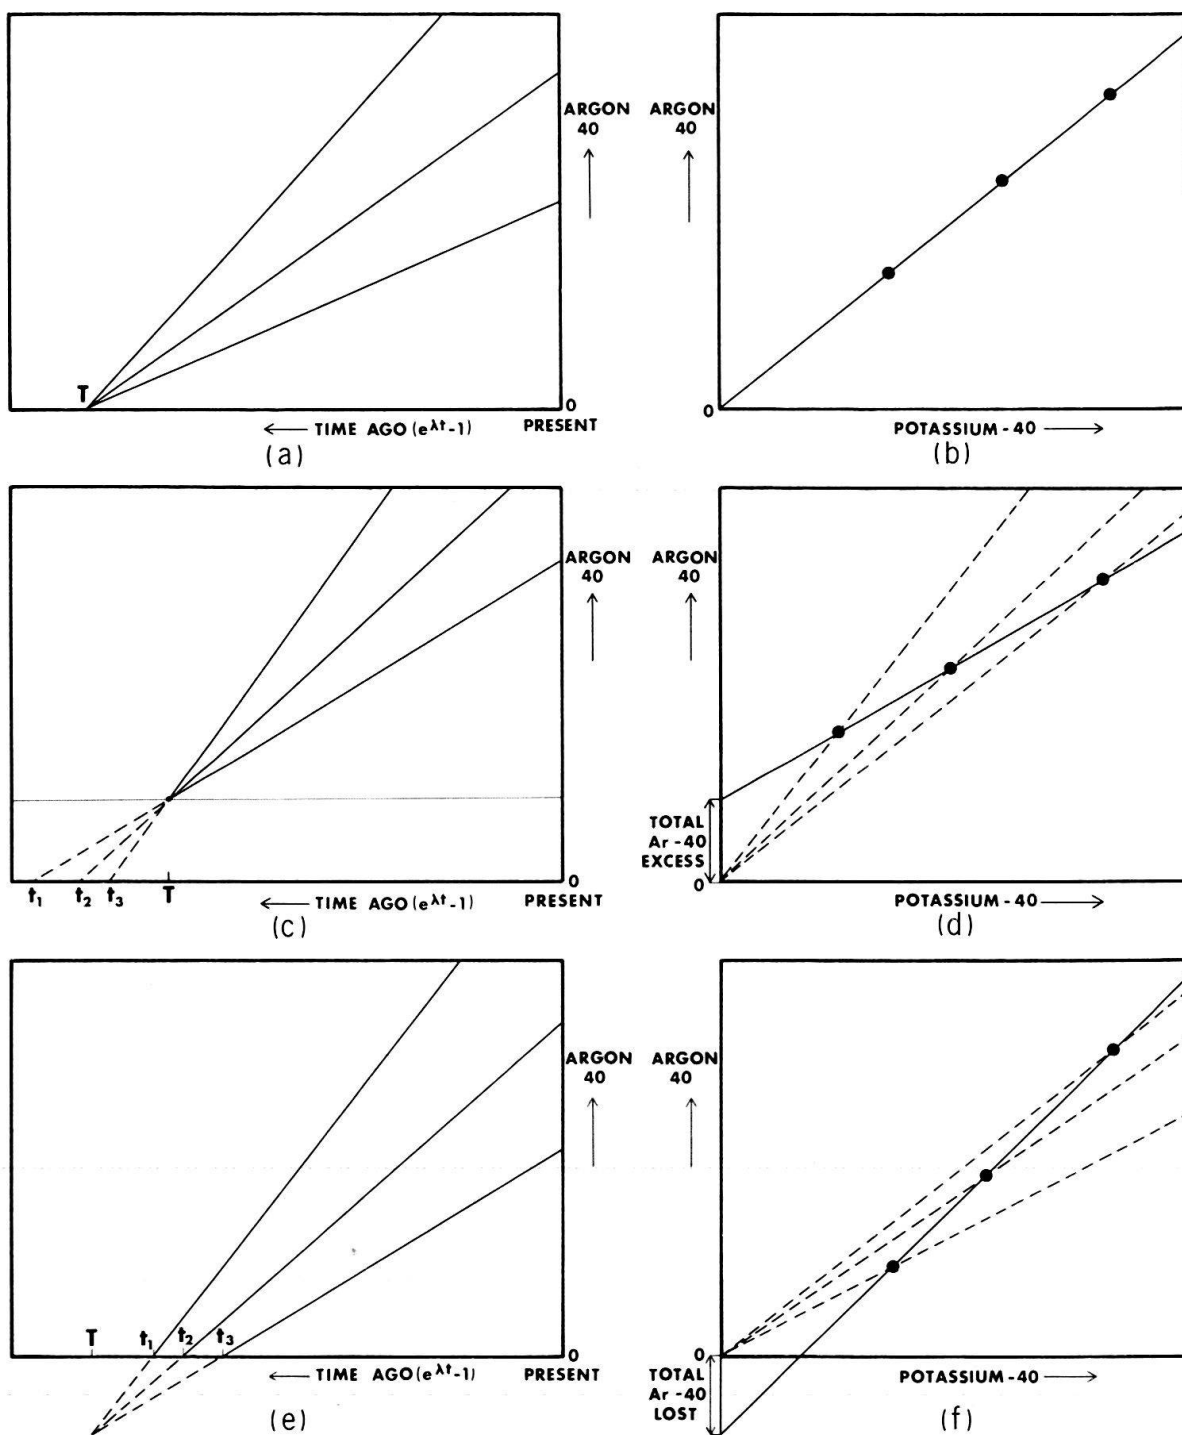 ARGON
40
T
0
← TIME AGO (e^λt-1)
PRESENT
(a)
ARGON
40
0
POTASSIUM - 40 →
(b)
ARGON
40
t₁ t₂ t₃ T
0
← TIME AGO (e^λt-1)
PRESENT
(c)
ARGON
40
TOTAL
Ar -40
EXCESS
0
POTASSIUM - 40 →
(d)
ARGON
40
T t₁ t₂ t₃
0
← TIME AGO (e^λt-1)
PRESENT
(e)
ARGON
40
0
TOTAL
Ar -40
LOST
POTASSIUM - 40 →
(f)